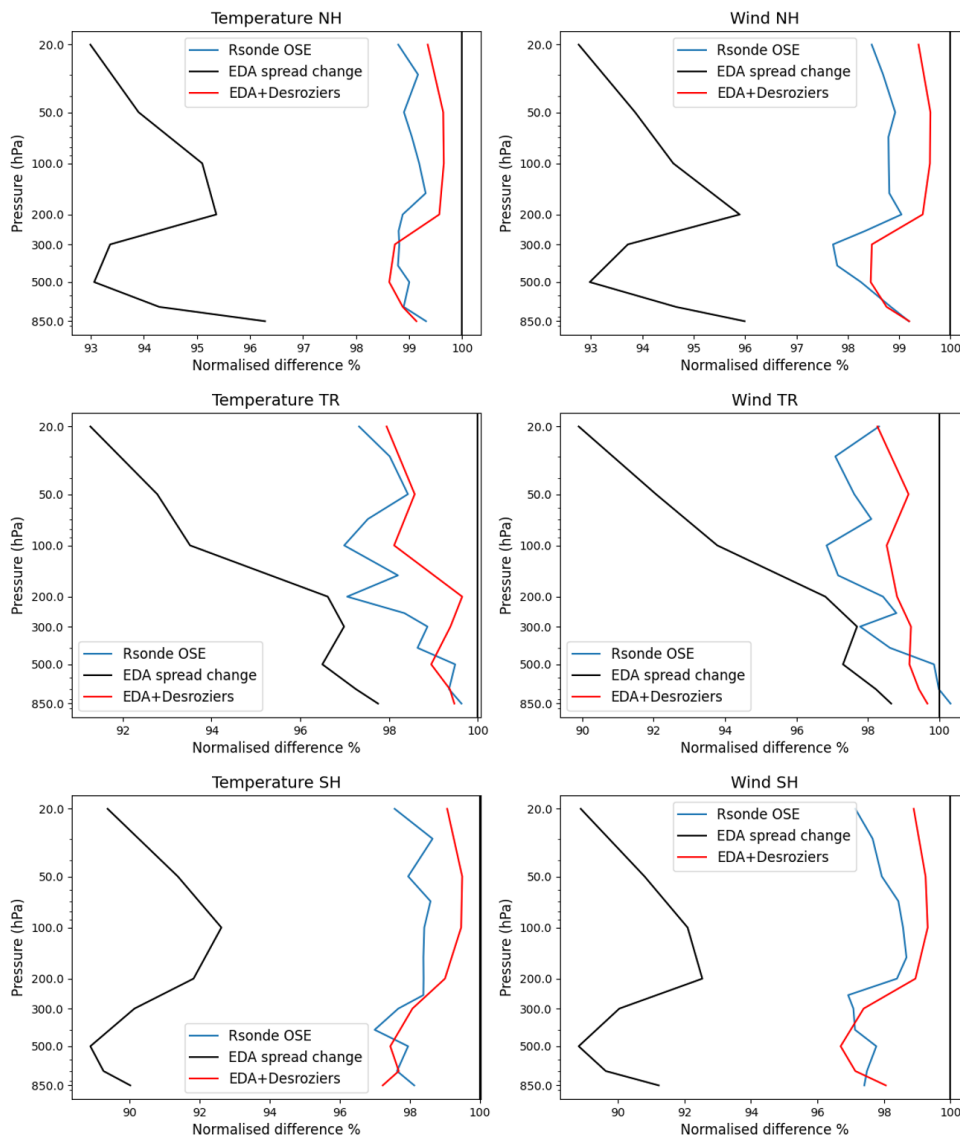 Temperature NH
20.0
50.0
100.0
200.0
300.0
500.0
850.0
Pressure (hPa)
Rsonde OSE
EDA spread change
EDA+Desroziers
93 94 95 96 97 98 99 100
Normalised difference %
Wind NH
20.0
50.0
100.0
200.0
300.0
500.0
850.0
Pressure (hPa)
Rsonde OSE
EDA spread change
EDA+Desroziers
93 94 95 96 97 98 99 100
Normalised difference %
Temperature TR
20.0
50.0
100.0
200.0
300.0
500.0
850.0
Pressure (hPa)
Rsonde OSE
EDA spread change
EDA+Desroziers
92 94 96 98 100
Normalised difference %
Wind TR
20.0
50.0
100.0
200.0
300.0
500.0
850.0
Pressure (hPa)
Rsonde OSE
EDA spread change
EDA+Desroziers
90 92 94 96 98 100
Normalised difference %
Temperature SH
20.0
50.0
100.0
200.0
300.0
500.0
850.0
Pressure (hPa)
Rsonde OSE
EDA spread change
EDA+Desroziers
90 92 94 96 98 100
Normalised difference %
Wind SH
20.0
50.0
100.0
200.0
300.0
500.0
850.0
Pressure (hPa)
Rsonde OSE
EDA spread change
EDA+Desroziers
90 92 94 96 98 100
Normalised difference %